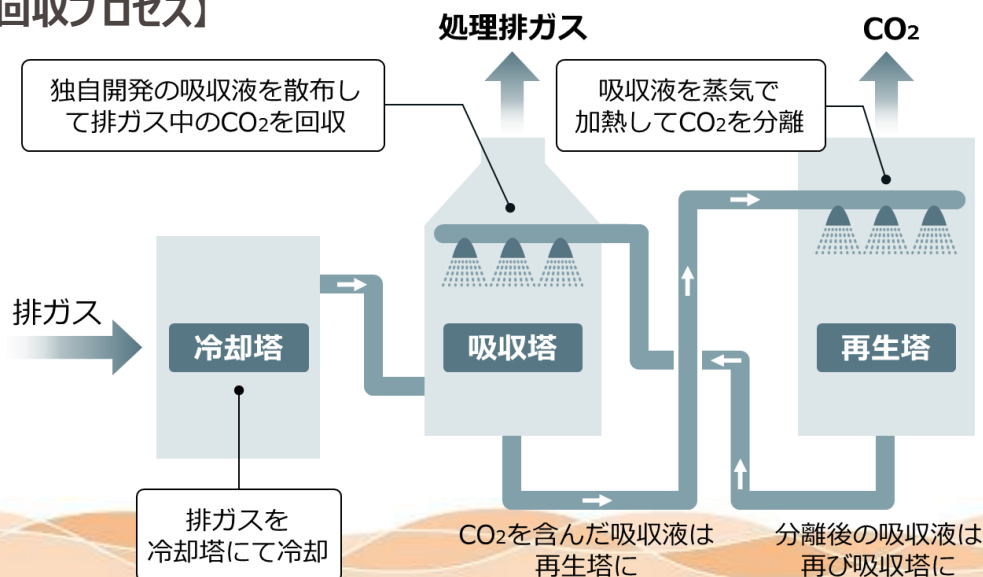 回収プロセス】
処理排ガス
CO₂
独自開発の吸収液を散布し
て排ガス中のCO₂を回収
吸収液を蒸気で
加熱してCO₂を分離
排ガス
冷却塔
吸収塔
再生塔
排ガスを
冷却塔にて冷却
CO₂を含んだ吸収液は
再生塔に
分離後の吸収液は
再び吸収塔に